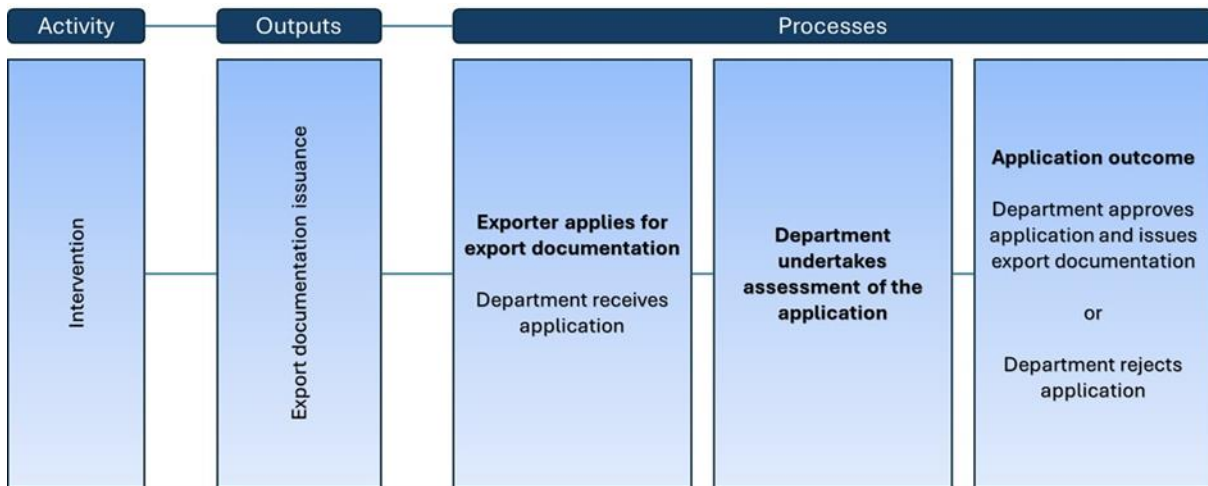 Activity
Outputs
Processes
Intervention
Export documentation issuance
Exporter applies for
export documentation
Department receives
application
Department
undertakes
assessment of the
application
Application outcome
Department approves
application and issues
export documentation
or
Department rejects
application